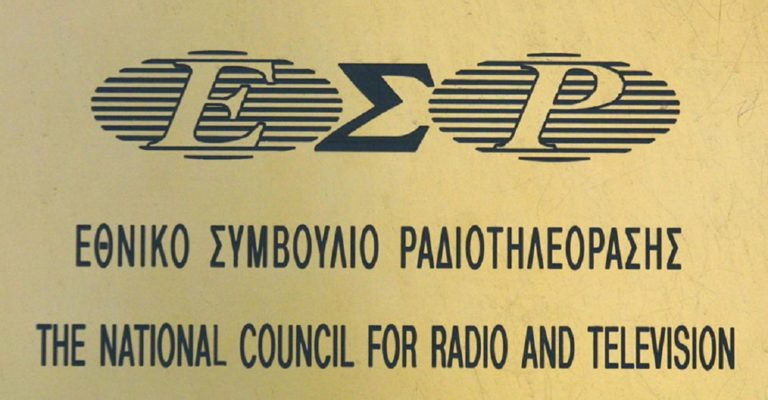 ΕΣΡ
ΕΘΝΙΚΟ ΣΥΜΒΟΥΛΙΟ ΡΑΔΙΟΤΗΛΕΟΡΑΣΗΣ
THE NATIONAL COUNCIL FOR RADIO AND TELEVISION